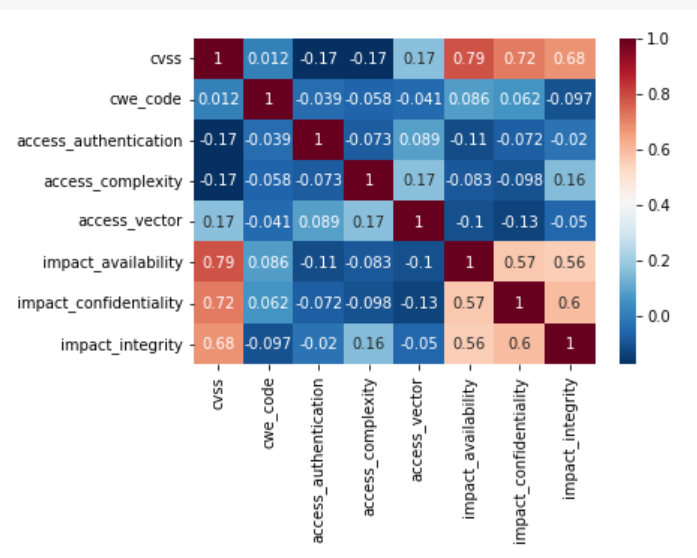 cvss 1 0.012 -0.17 -0.17 0.17 0.79 0.72 0.68
cwe_code 0.012 1 -0.039 -0.058 -0.041 0.086 0.062 -0.097
access_authentication -0.17 -0.039 1 -0.073 0.089 -0.11 -0.072 -0.02
access_complexity -0.17 -0.058 -0.073 1 0.17 -0.083 -0.098 0.16
access_vector 0.17 -0.041 0.089 0.17 1 -0.1 -0.13 -0.05
impact_availability 0.79 0.086 -0.11 -0.083 -0.1 1 0.57 0.56
impact_confidentiality 0.72 0.062 -0.072 -0.098 -0.13 0.57 1 0.6
impact_integrity 0.68 -0.097 -0.02 0.16 -0.05 0.56 0.6 1
cvss
cwe_code
access_authentication
access_complexity
access_vector
impact_availability
impact_confidentiality
impact_integrity
1.0
0.8
0.6
0.4
0.2
0.0